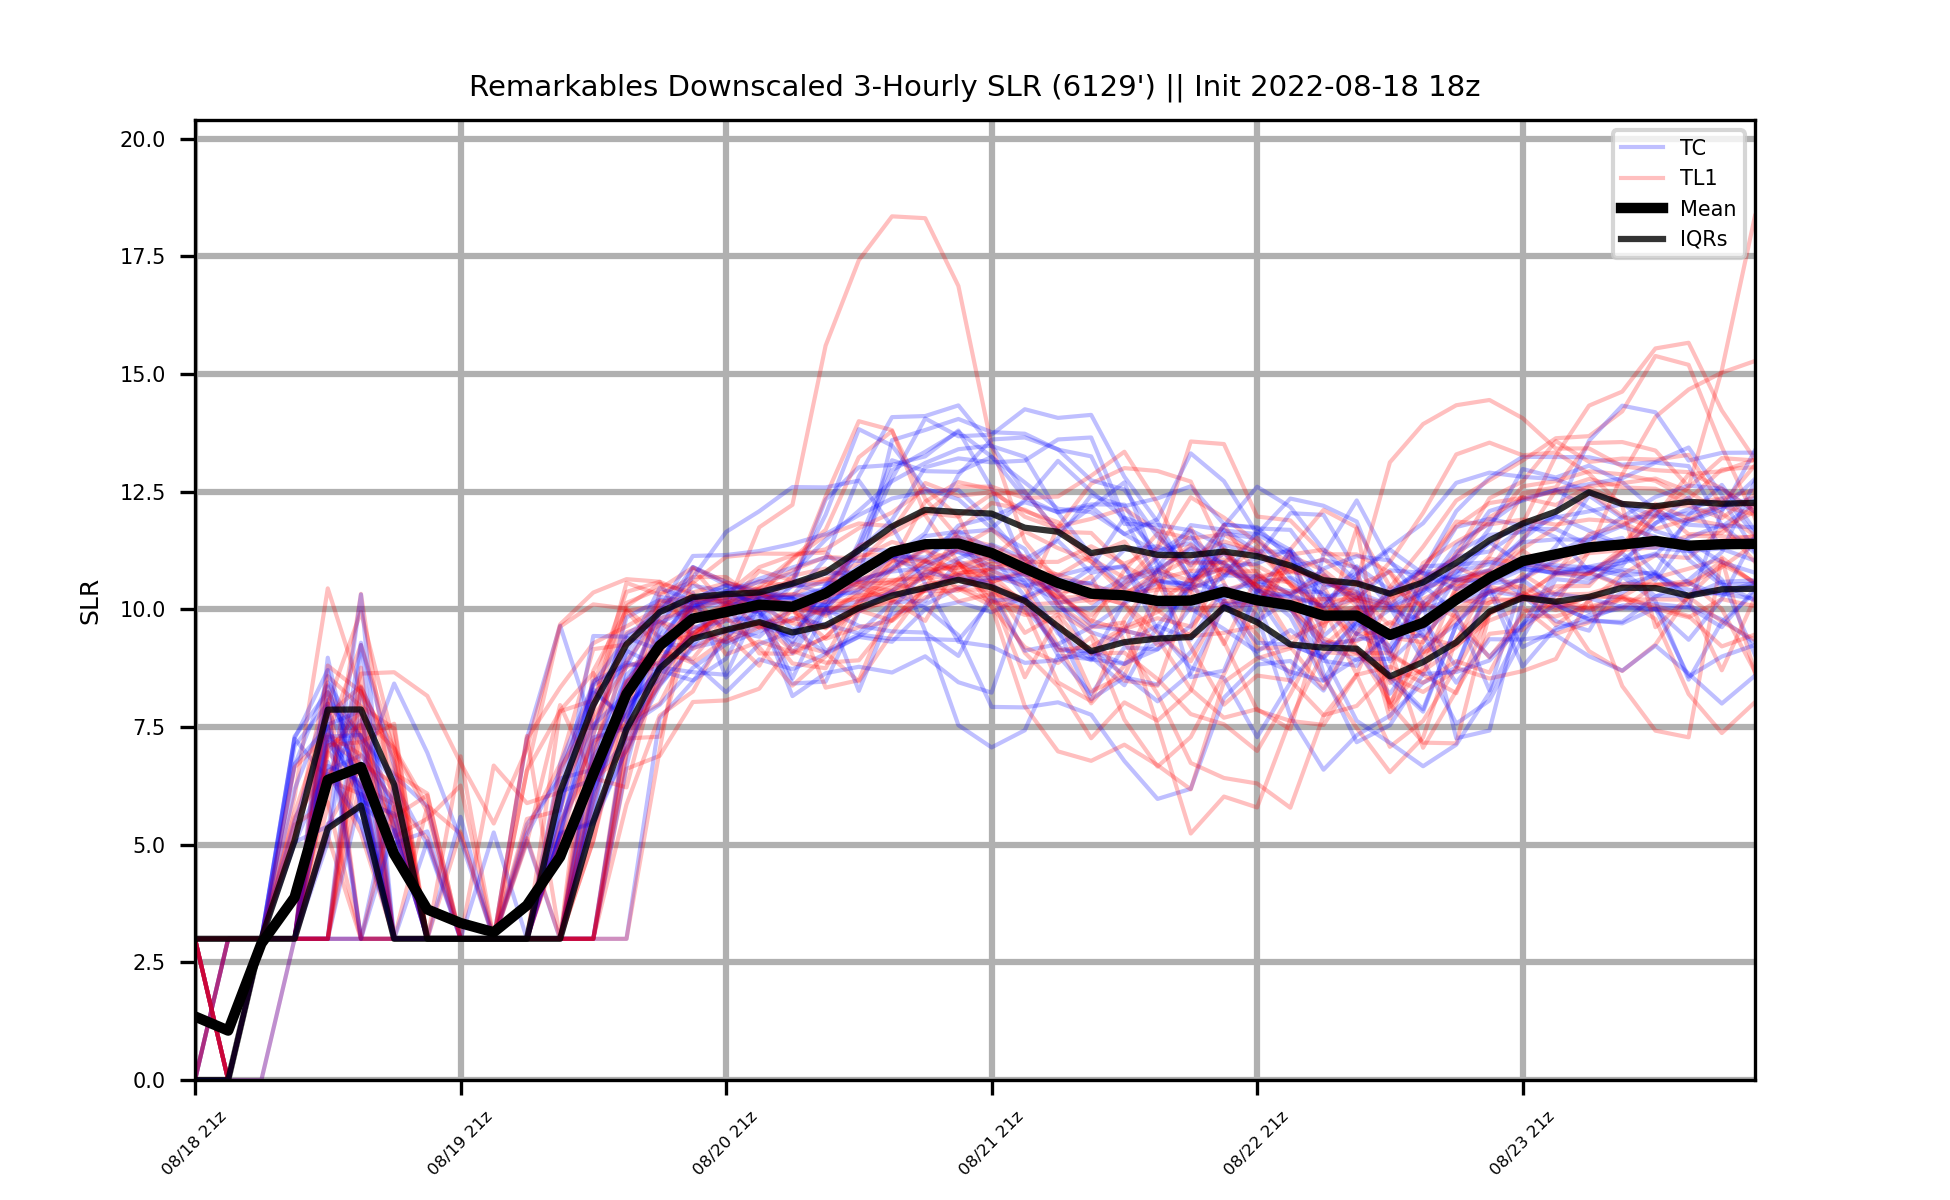 Remarkables Downscaled 3-Hourly SLR (6129') || Init 2022-08-18 18z
TC
TL1
Mean
IQRs
SLR
20.0
17.5
15.0
12.5
10.0
7.5
5.0
2.5
0.0
08/18 21z
08/19 21z
08/20 21z
08/21 21z
08/22 21z
08/23 21z